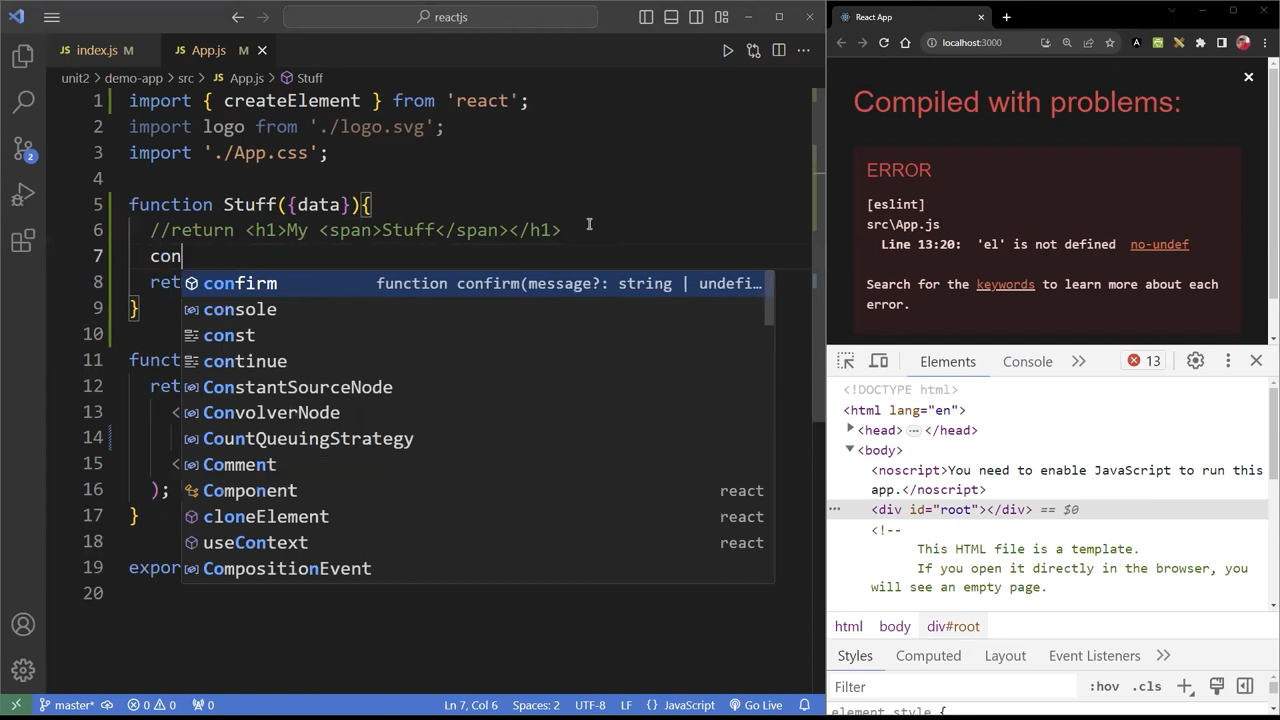 reactjs
index.js M
App.js M
unit2 > demo-app > src > App.js > Stuff
1 import { createElement } from 'react';
2 import logo from './logo.svg';
3 import './App.css';
4
5 function Stuff({data}){
6 //return <h1>My <span>Stuff</span></h1>
7 con
8 ret
9 }
10
11 funct
12 ret
13 <
14
15 <
16 );
17 }
18
19 expor
20
confirm function confirm(message?: string | undefi…
console
const
continue
ConstantSourceNode
ConvolverNode
CountQueuingStrategy
Comment
Component react
cloneElement react
useContext react
CompositionEvent
2
master* 0 0 0
Ln 7, Col 6 Spaces: 2 UTF-8 LF {} JavaScript Go Live
React App
localhost:3000
Compiled with problems:
ERROR
[eslint]
src\App.js
Line 13:20: 'el' is not defined no-undef
Search for the keywords to learn more about each
error.
Elements Console 13
<!DOCTYPE html>
<html lang="en">
<head> … </head>
<body>
<noscript>You need to enable JavaScript to run this
app.</noscript>
<div id="root"></div> == $0
<!--
This HTML file is a template.
If you open it directly in the browser, you
will see an empty page.
html body div#root
Styles Computed Layout Event Listeners
Filter :hov .cls
element.style {